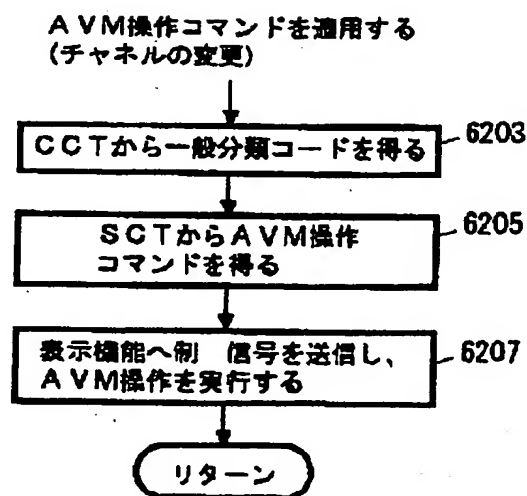 AVM操作コマンドを適用する
(チャネルの変更)
CCTから一般分類コードを得る
6203
SCTからAVM操作
コマンドを得る
6205
表示機能へ制 信号を送信し、
AVM操作を実行する
6207
リターン